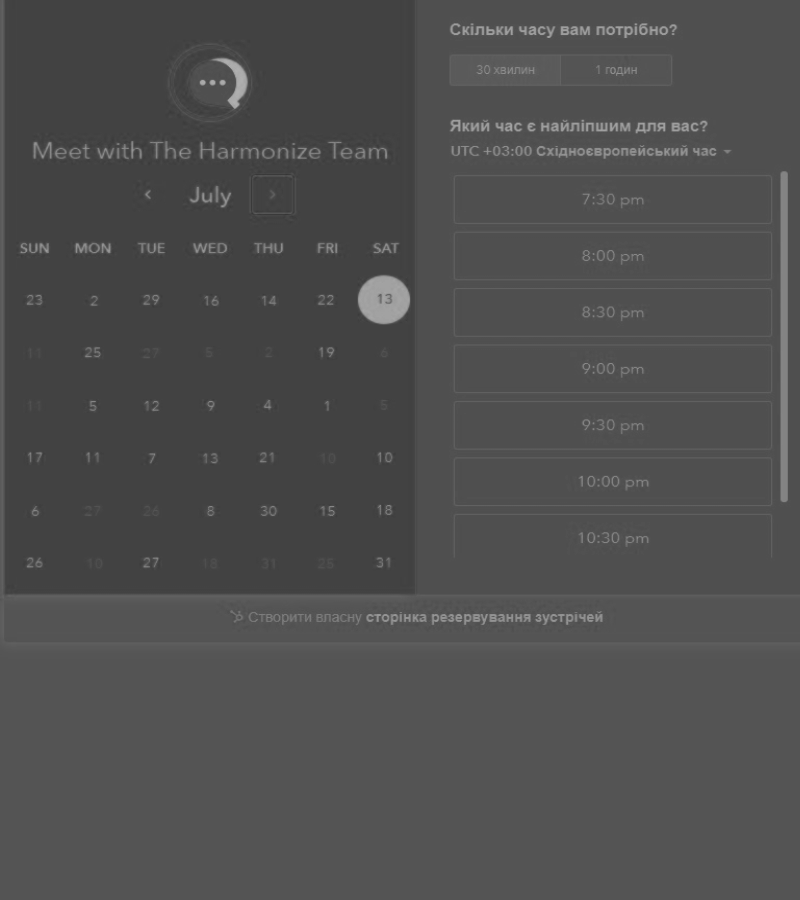 Meet with The Harmonize Team
July
SUN MON TUE WED THU FRI SAT
23 2 29 16 14 22 13
11 25 27 5 2 19 6
11 5 12 9 4 1 5
17 11 7 13 21 10 10
6 27 26 8 30 15 18
26 10 27 18 31 25 31
Скільки часу вам потрібно?
30 хвилин 1 годин
Який час є найліпшим для вас?
UTC +03:00 Східноєвропейський час
7:30 pm
8:00 pm
8:30 pm
9:00 pm
9:30 pm
10:00 pm
10:30 pm
Створити власну сторінка резервування зустрічей